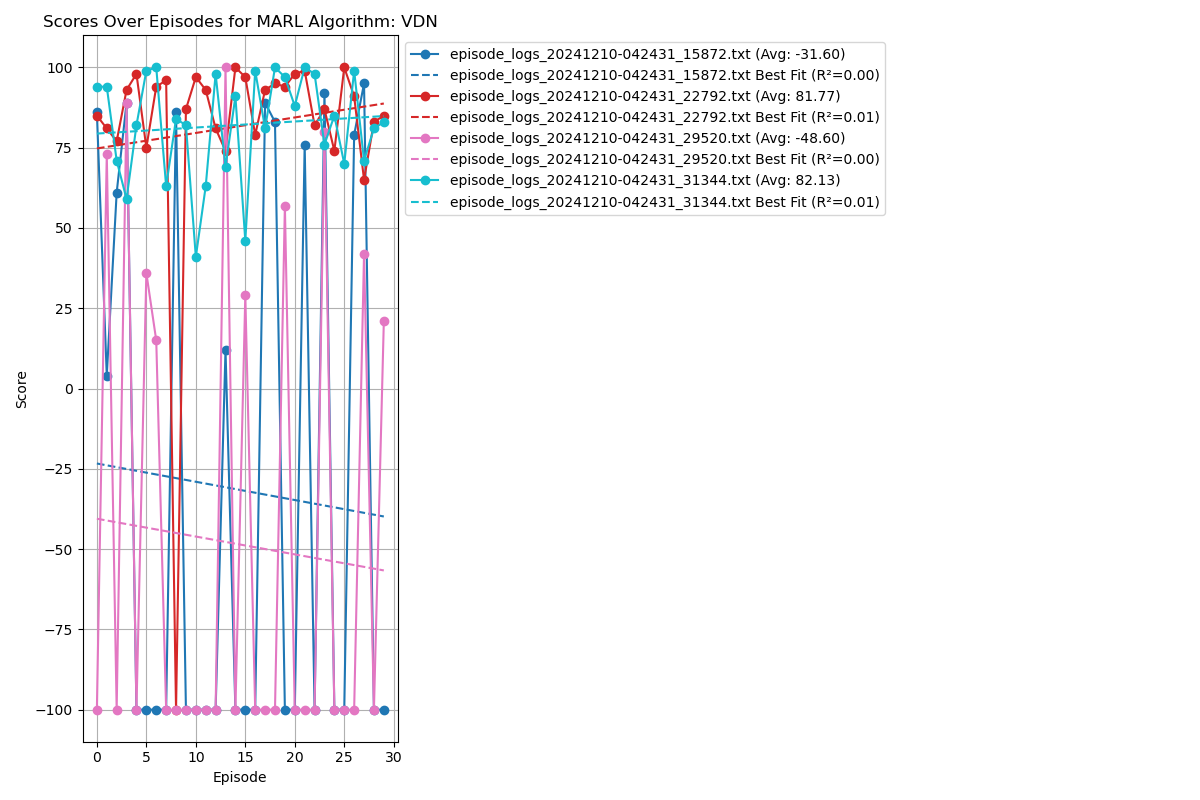 Scores Over Episodes for MARL Algorithm: VDN
episode_logs_20241210-042431_15872.txt (Avg: -31.60)
episode_logs_20241210-042431_15872.txt Best Fit (R²=0.00)
episode_logs_20241210-042431_22792.txt (Avg: 81.77)
episode_logs_20241210-042431_22792.txt Best Fit (R²=0.01)
episode_logs_20241210-042431_29520.txt (Avg: -48.60)
episode_logs_20241210-042431_29520.txt Best Fit (R²=0.00)
episode_logs_20241210-042431_31344.txt (Avg: 82.13)
episode_logs_20241210-042431_31344.txt Best Fit (R²=0.01)
100
75
50
25
0
−25
−50
−75
−100
Score
0 5 10 15 20 25 30
Episode